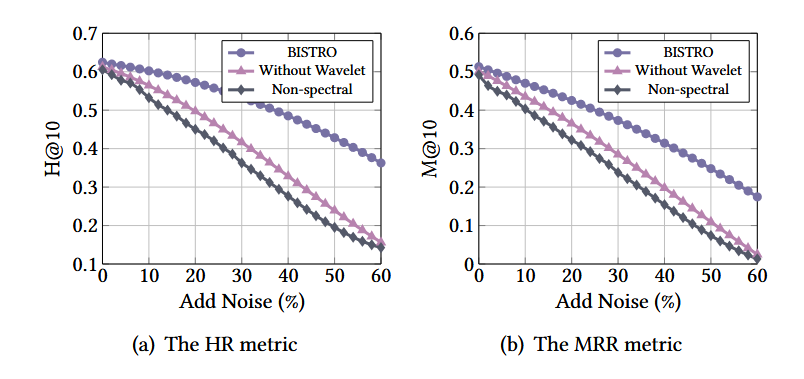 0.7
0.6
0.5
0.4
0.3
0.2
0.1
H@10
0
10
20
30
40
50
60
Add Noise (%)
BISTRO
Without Wavelet
Non-spectral
(a) The HR metric
0.6
0.5
0.4
0.3
0.2
0.1
0
M@10
0
10
20
30
40
50
60
Add Noise (%)
BISTRO
Without Wavelet
Non-spectral
(b) The MRR metric